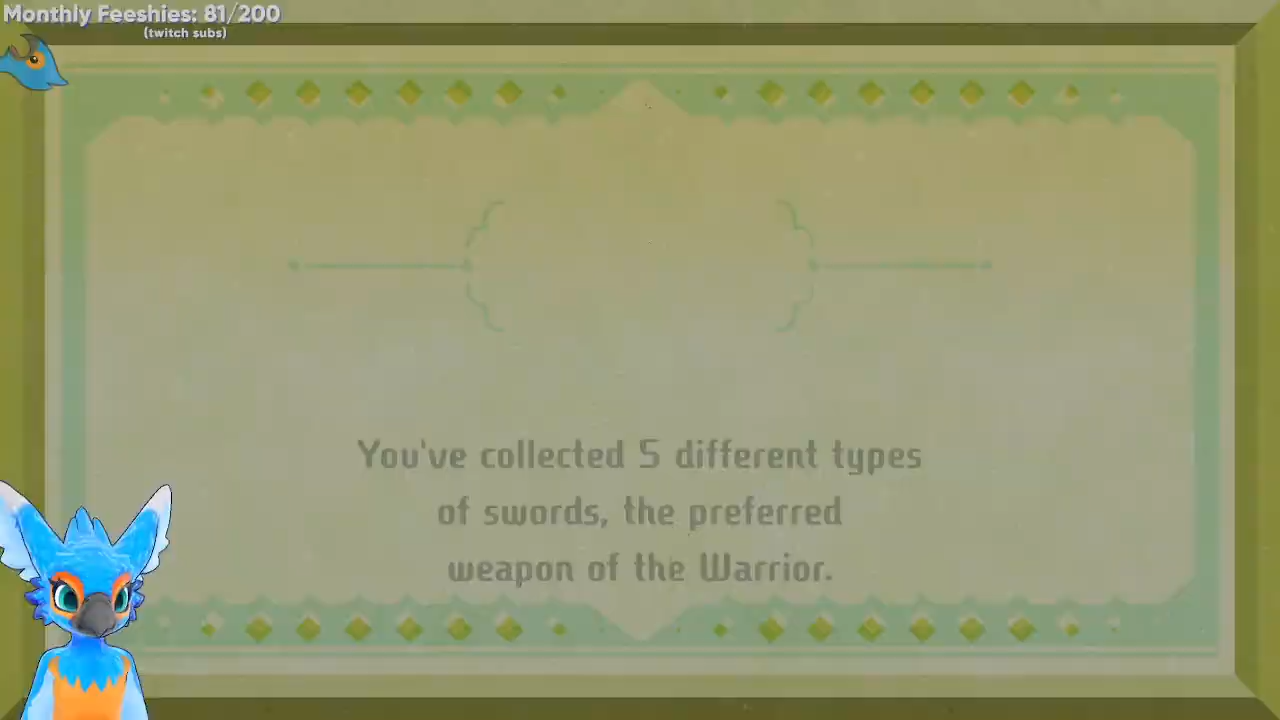 Monthly Feeshies: 81/200
(twitch subs)
You've collected 5 different types
of swords, the preferred
weapon of the Warrior.